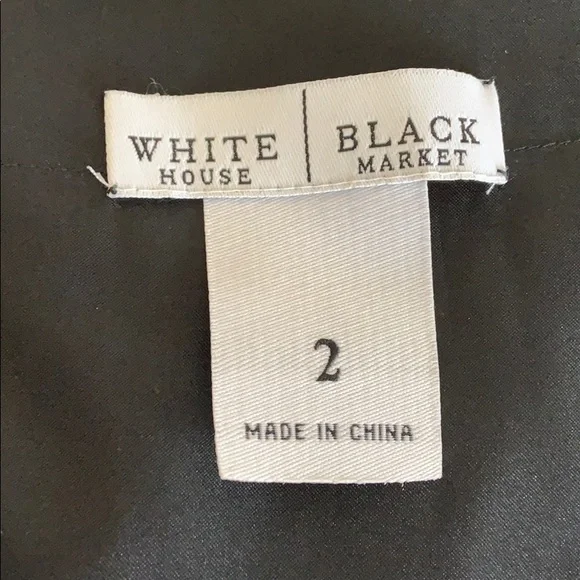 WHITE HOUSE
BLACK MARKET
2
MADE IN CHINA